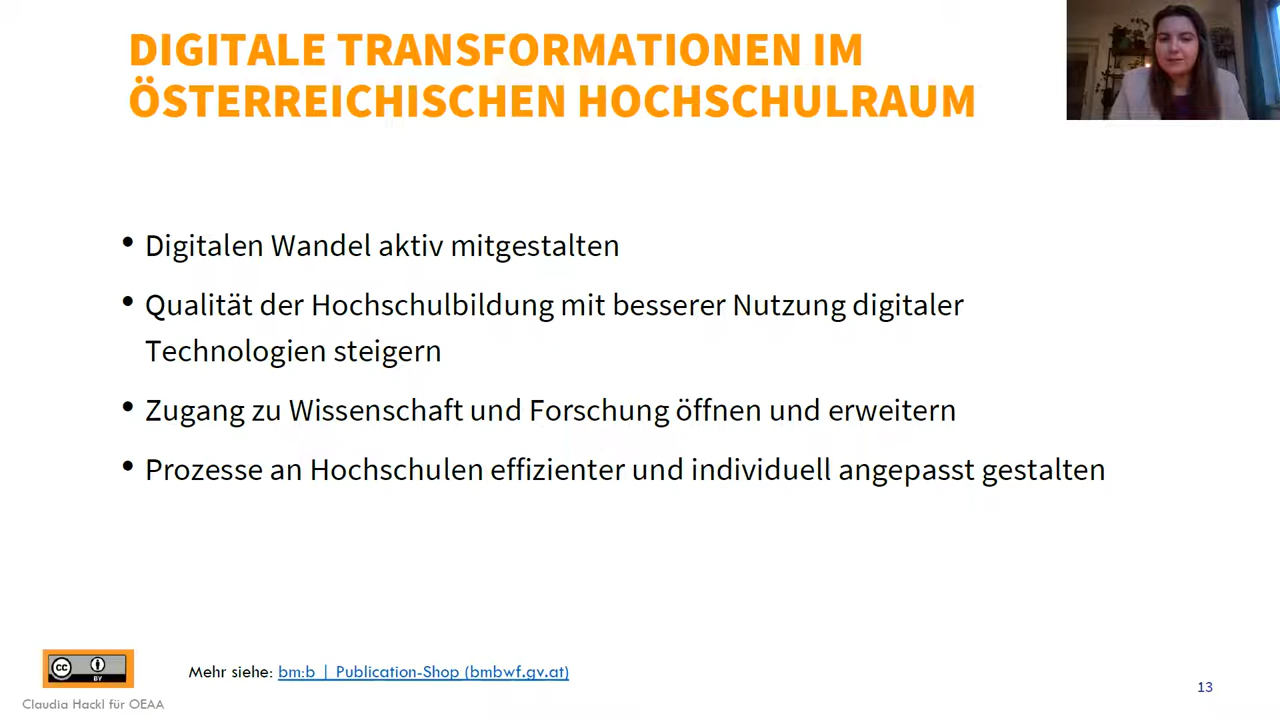 DIGITALE TRANSFORMATIONEN IM
ÖSTERREICHISCHEN HOCHSCHULRAUM
• Digitalen Wandel aktiv mitgestalten
• Qualität der Hochschulbildung mit besserer Nutzung digitaler
Technologien steigern
• Zugang zu Wissenschaft und Forschung öffnen und erweitern
• Prozesse an Hochschulen effizienter und individuell angepasst gestalten
cc BY
Mehr siehe: bm:b | Publication-Shop (bmbwf.gv.at)
13
Claudia Hackl für OEAA